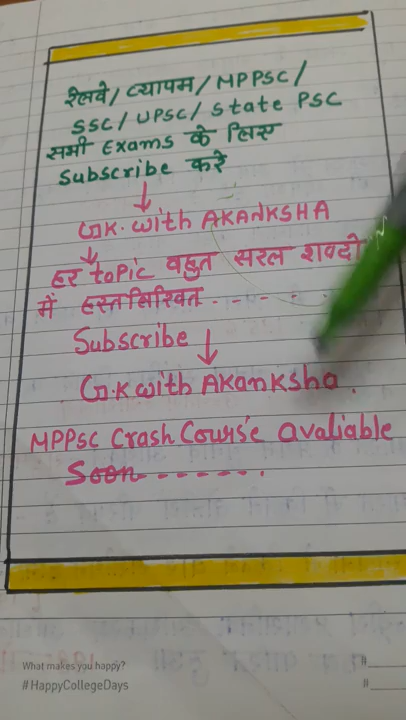 रेलवे/व्यापम/MPPSC/
SSC/UPSC/State PSC
सभी Exams के लिए
Subscribe करे
G.K. with AKANKSHA
हर topic बहुत सरल शब्दो
में हस्तलिखित - - - - -
Subscribe
G.K with Akanksha.
MPPSC Crash Course avaliable
Soon - - - - - - .
What makes you happy?
#HappyCollegeDays